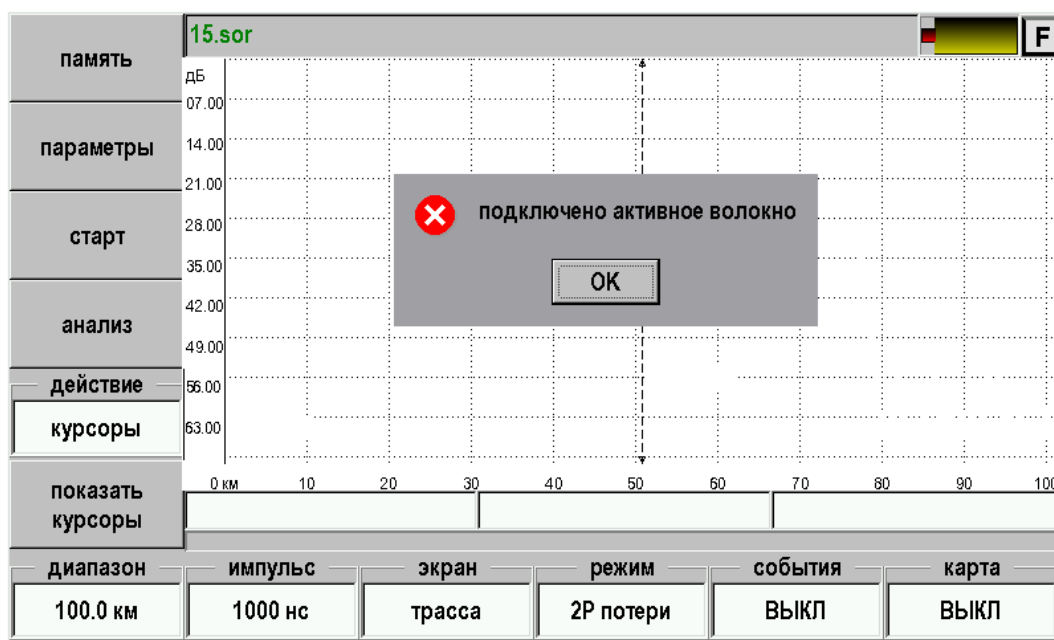 15.sor
F
память
параметры
старт
анализ
действие
курсоры
показать
курсоры
дБ
07.00
14.00
21.00
28.00
35.00
42.00
49.00
56.00
63.00
подключено активное волокно
OK
0 км 10 20 30 40 50 60 70 80 90 100
диапазон импульс экран режим события карта
100.0 км 1000 нс трасса 2Р потери ВЫКЛ ВЫКЛ